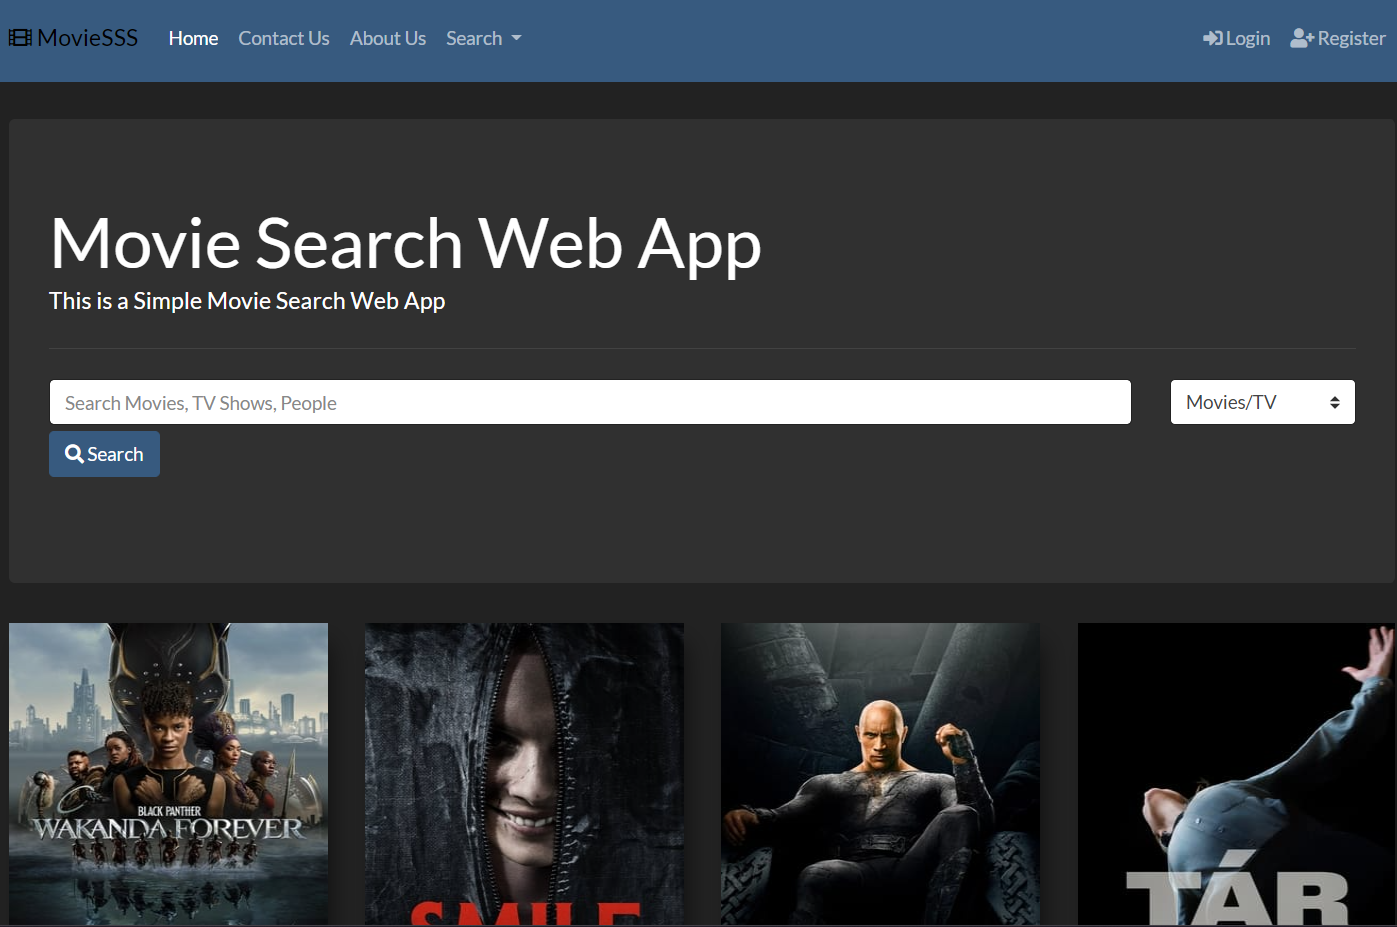 MovieSSS Home Contact Us About Us Search Login Register
Movie Search Web App
This is a Simple Movie Search Web App
Search Movies, TV Shows, People Movies/TV
Search
BLACK PANTHER
WAKANDA FOREVER
SMILE
TÁR